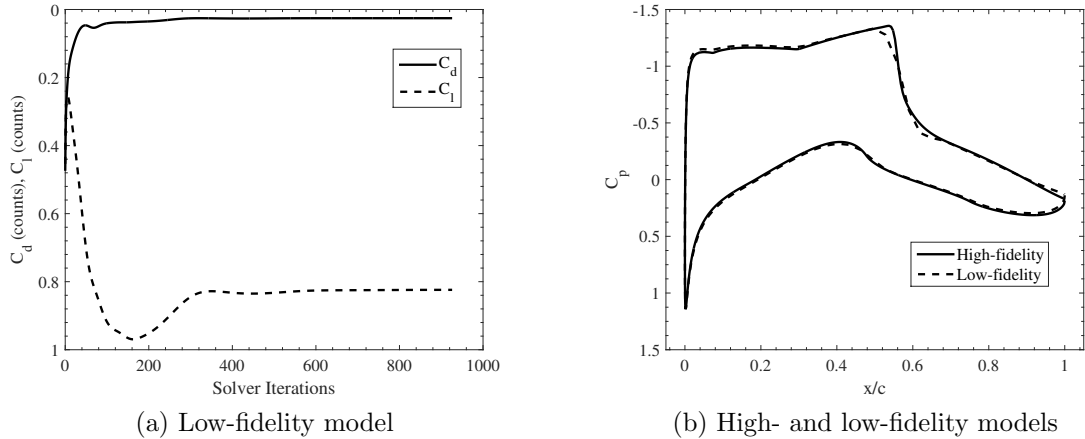 0
0.2
0.4
0.6
0.8
1
0 200 400 600 800 1000
C_d (counts), C_l (counts)
Solver Iterations
C_d
C_l
(a) Low-fidelity model
-1.5
-1
-0.5
0
0.5
1
1.5
0 0.2 0.4 0.6 0.8 1
C_p
x/c
High-fidelity
Low-fidelity
(b) High- and low-fidelity models